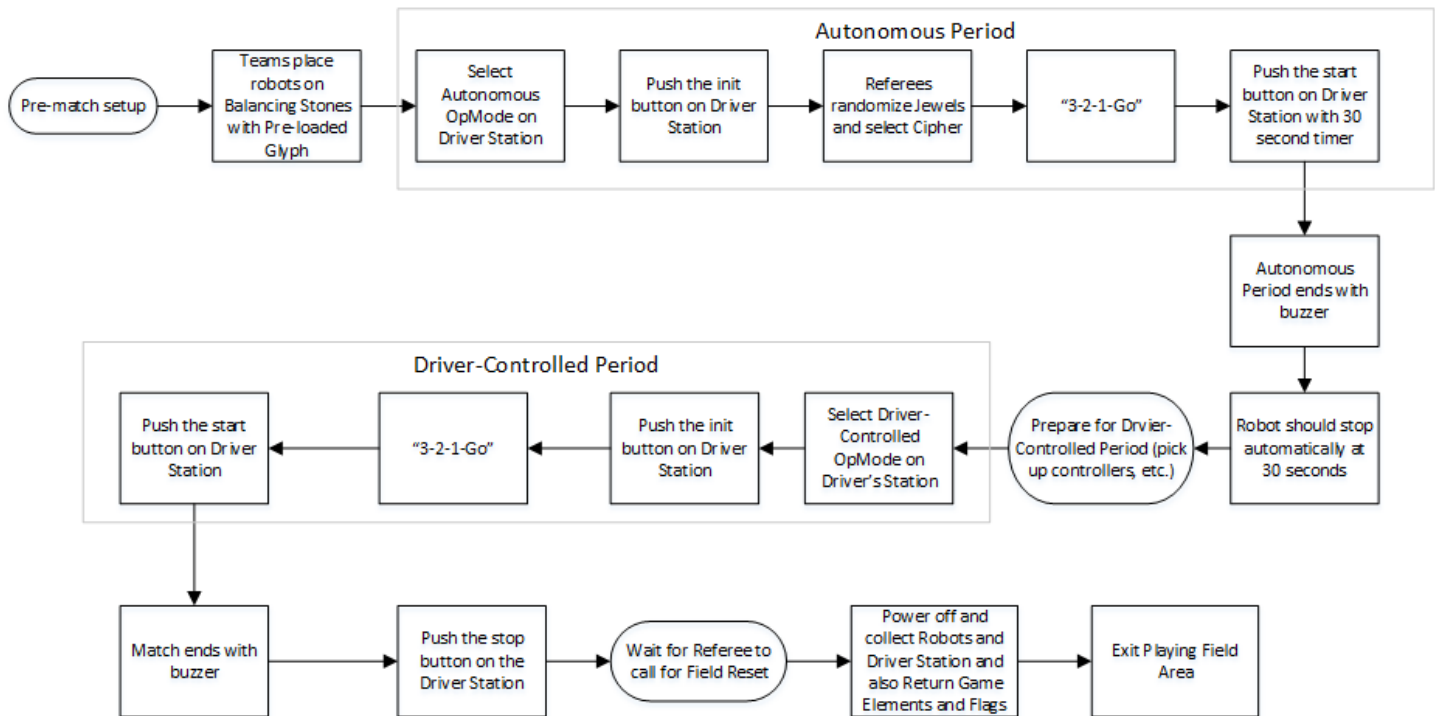 Autonomous Period
Pre-match setup
Teams place
robots on
Balancing Stones
with Pre-loaded
Glyph
Select
Autonomous
OpMode on
Driver Station
Push the init
button on Driver
Station
Referees
randomize Jewels
and select Cipher
“3-2-1-Go”
Push the start
button on Driver
Station with 30
second timer
Autonomous
Period ends with
buzzer
Robot should stop
automatically at
30 seconds
Prepare for Drvier-
Controlled Period (pick
up controllers, etc.)
Driver-Controlled Period
Select Driver-
Controlled
OpMode on
Driver’s Station
Push the init
button on Driver
Station
“3-2-1-Go”
Push the start
button on Driver
Station
Match ends with
buzzer
Push the stop
button on the
Driver Station
Wait for Referee to
call for Field Reset
Power off and
collect Robots and
Driver Station and
also Return Game
Elements and Flags
Exit Playing Field
Area